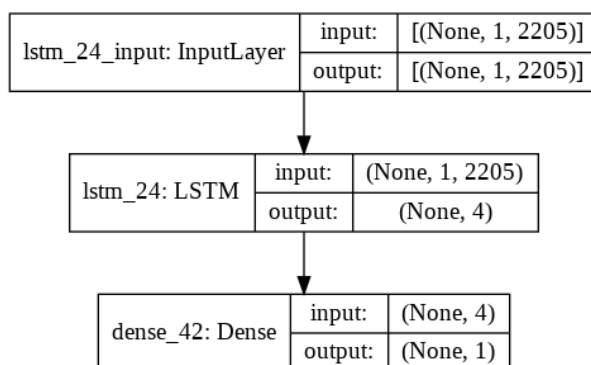 lstm_24_input: InputLayer
input: [(None, 1, 2205)]
output: [(None, 1, 2205)]
lstm_24: LSTM
input: (None, 1, 2205)
output: (None, 4)
dense_42: Dense
input: (None, 4)
output: (None, 1)